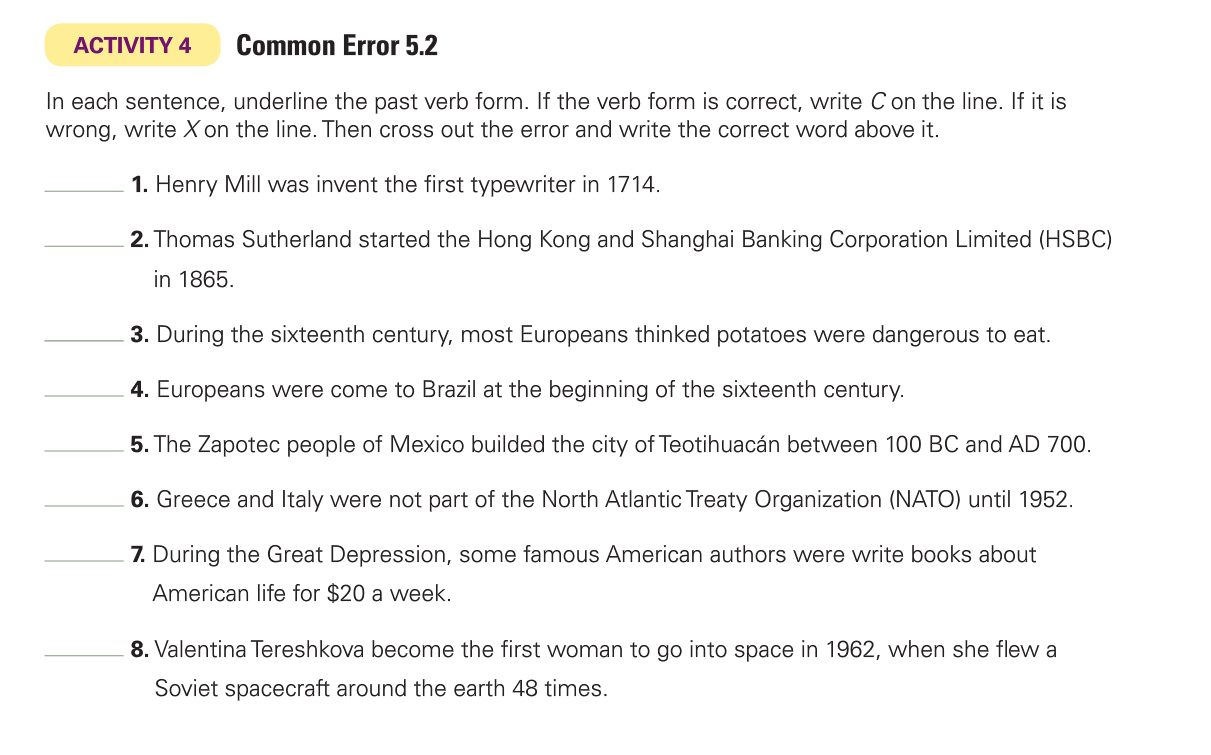 ACTIVITY 4 Common Error 5.2
In each sentence, underline the past verb form. If the verb form is correct, write C on the line. If it is
wrong, write X on the line. Then cross out the error and write the correct word above it.
1. Henry Mill was invent the first typewriter in 1714.
2. Thomas Sutherland started the Hong Kong and Shanghai Banking Corporation Limited (HSBC)
in 1865.
3. During the sixteenth century, most Europeans thinked potatoes were dangerous to eat.
4. Europeans were come to Brazil at the beginning of the sixteenth century.
5. The Zapotec people of Mexico builded the city of Teotihuacán between 100 BC and AD 700.
6. Greece and Italy were not part of the North Atlantic Treaty Organization (NATO) until 1952.
7. During the Great Depression, some famous American authors were write books about
American life for $20 a week.
8. Valentina Tereshkova become the first woman to go into space in 1962, when she flew a
Soviet spacecraft around the earth 48 times.